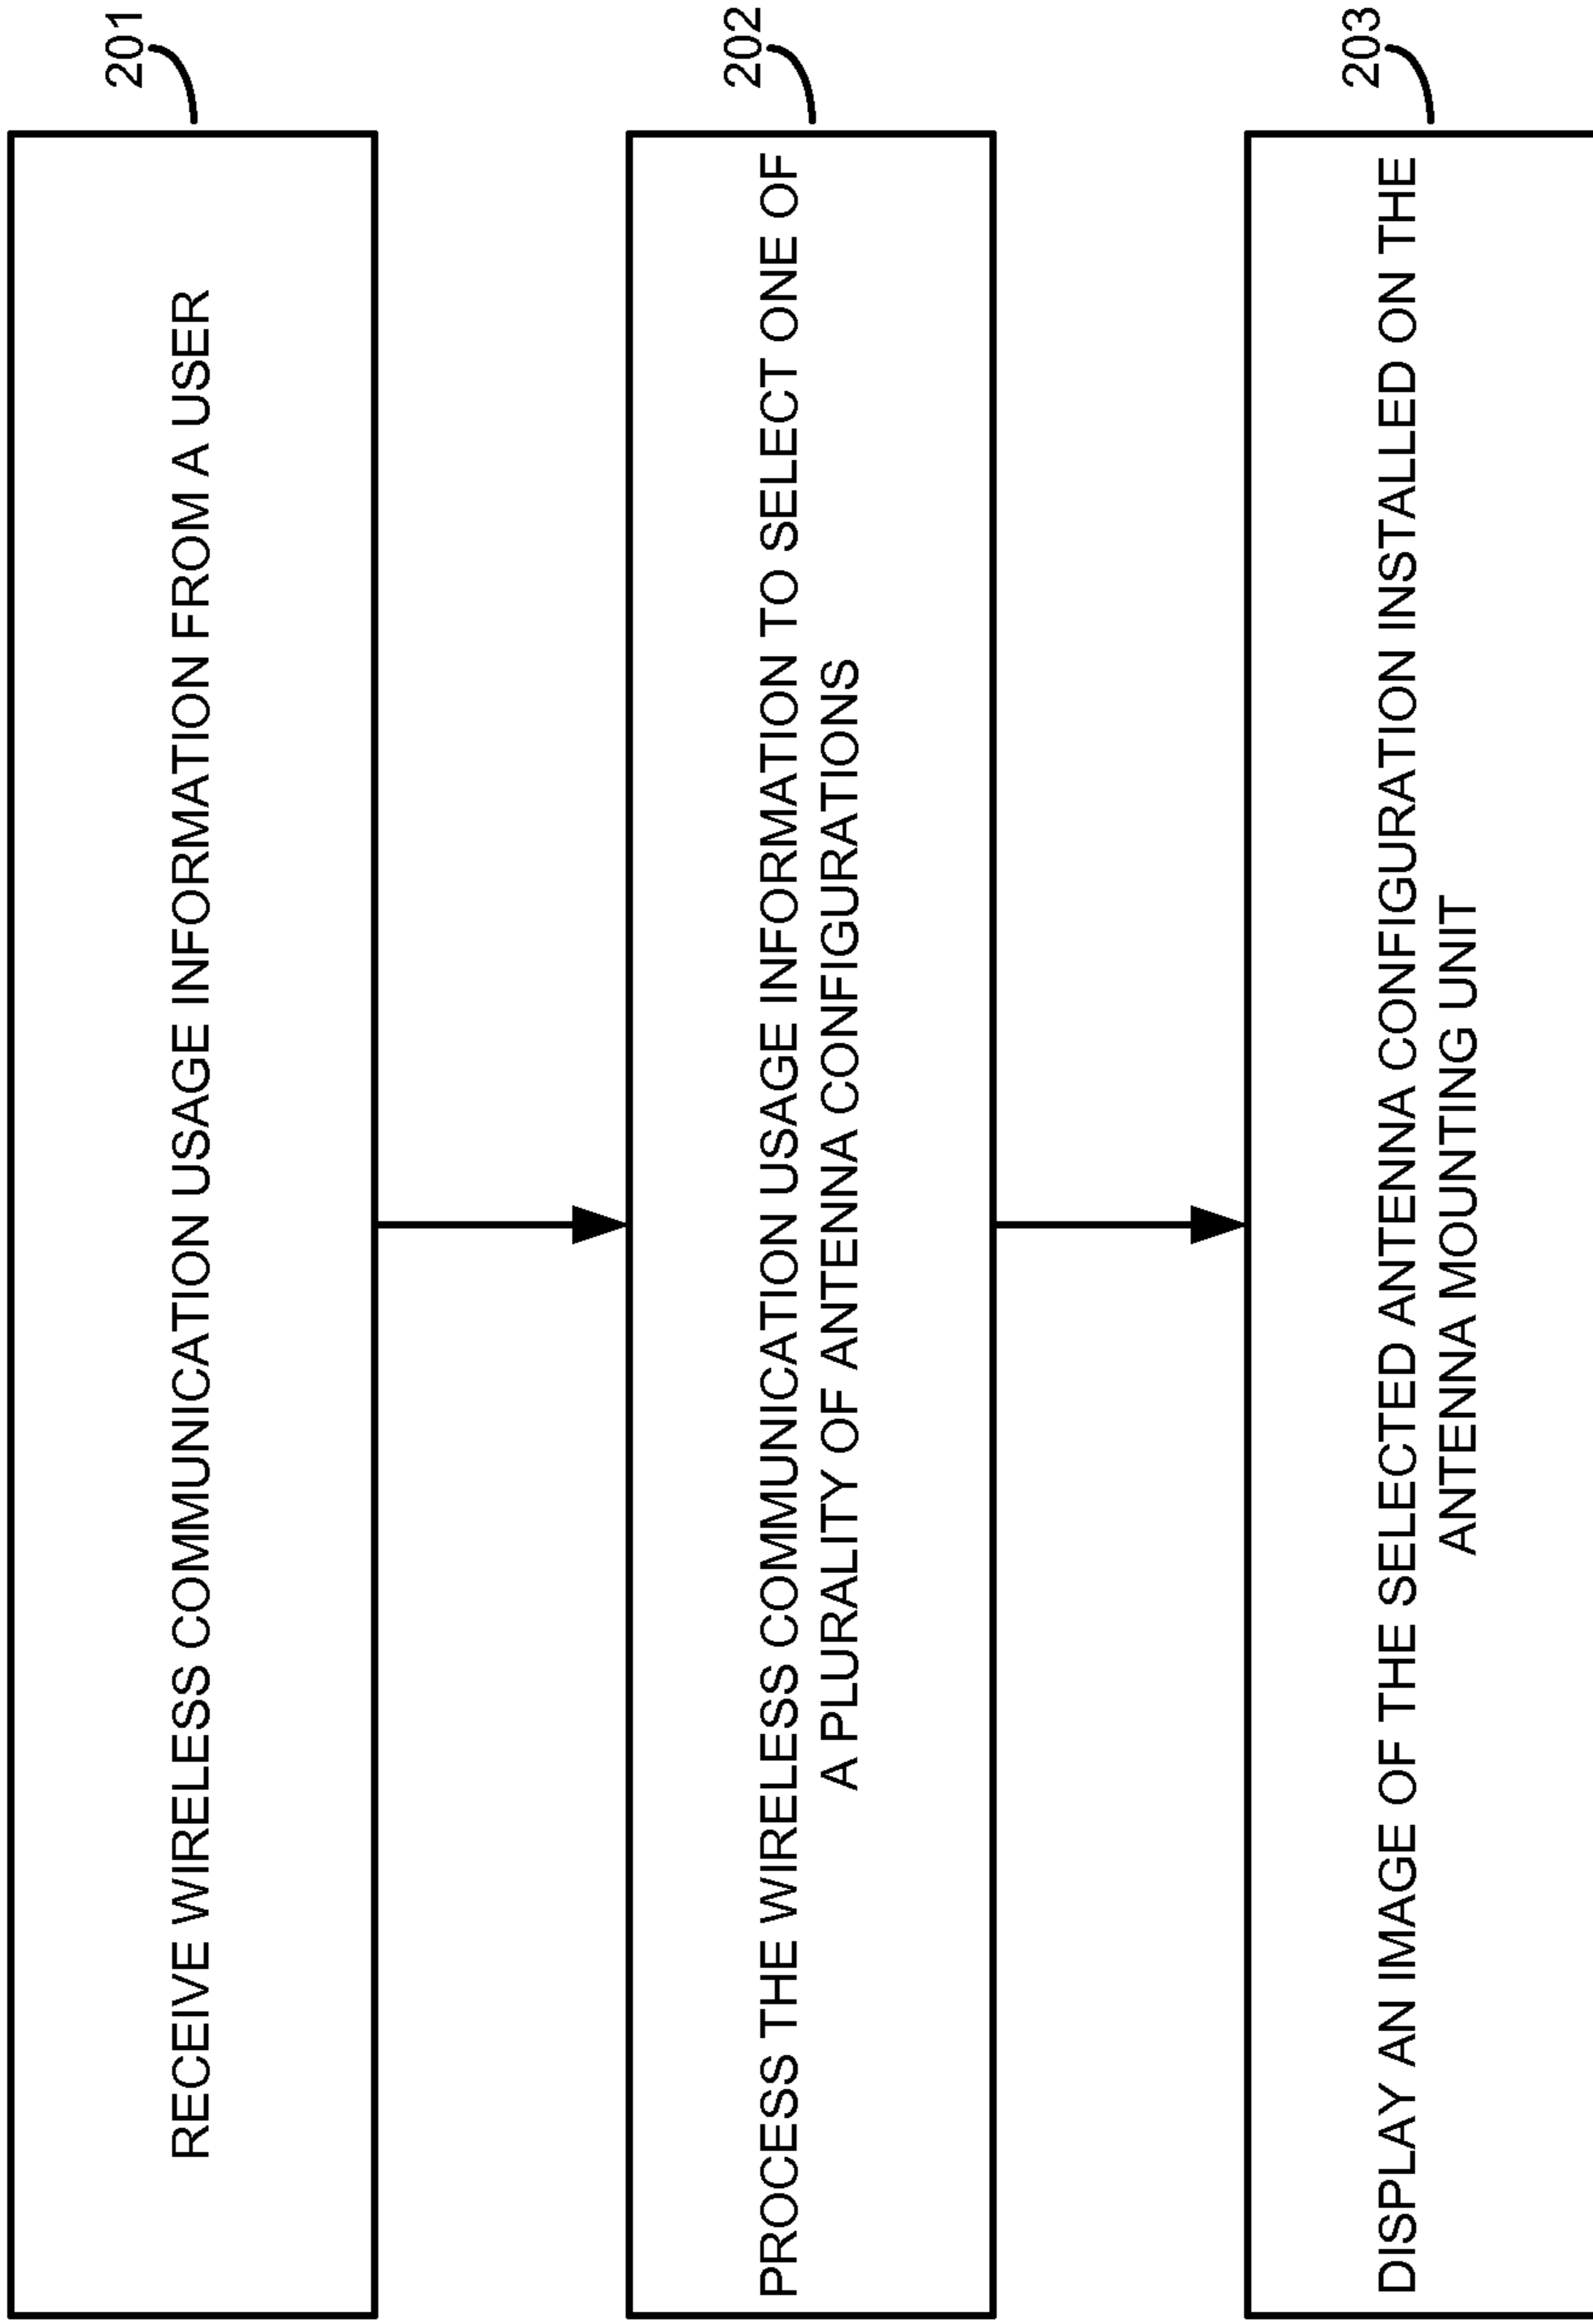 201
RECEIVE WIRELESS COMMUNICATION USAGE INFORMATION FROM A USER
202
PROCESS THE WIRELESS COMMUNICATION USAGE INFORMATION TO SELECT ONE OF
A PLURALITY OF ANTENNA CONFIGURATIONS
203
DISPLAY AN IMAGE OF THE SELECTED ANTENNA CONFIGURATION INSTALLED ON THE
ANTENNA MOUNTING UNIT